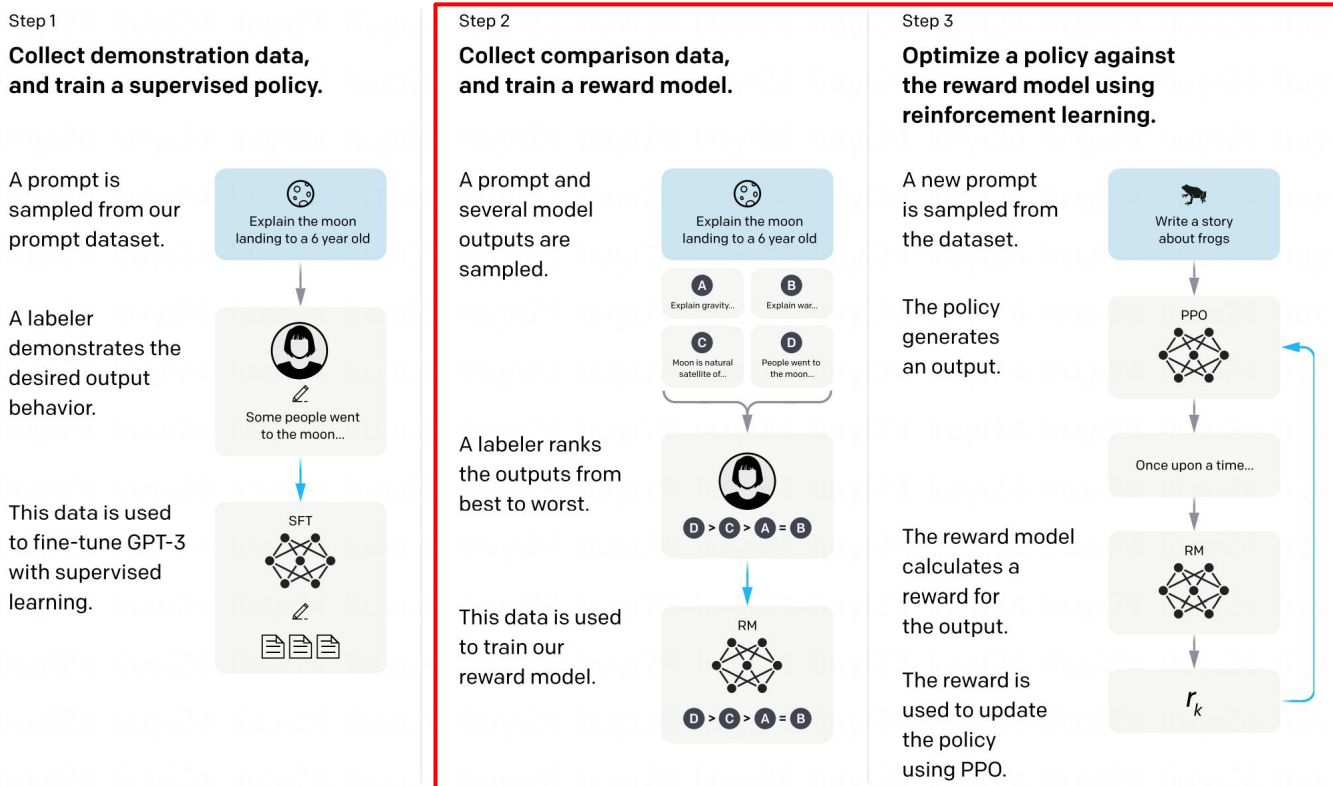 Step 1
Collect demonstration data,
and train a supervised policy.
A prompt is
sampled from our
prompt dataset.
Explain the moon
landing to a 6 year old
A labeler
demonstrates the
desired output
behavior.
Some people went
to the moon...
This data is used
to fine-tune GPT-3
with supervised
learning.
SFT
Step 2
Collect comparison data,
and train a reward model.
A prompt and
several model
outputs are
sampled.
Explain the moon
landing to a 6 year old
A
Explain gravity...
B
Explain war...
C
Moon is natural
satellite of...
D
People went to
the moon...
A labeler ranks
the outputs from
best to worst.
D > C > A = B
This data is used
to train our
reward model.
RM
D > C > A = B
Step 3
Optimize a policy against
the reward model using
reinforcement learning.
A new prompt
is sampled from
the dataset.
Write a story
about frogs
The policy
generates
an output.
PPO
Once upon a time...
The reward model
calculates a
reward for
the output.
RM
The reward is
used to update
the policy
using PPO.
rk